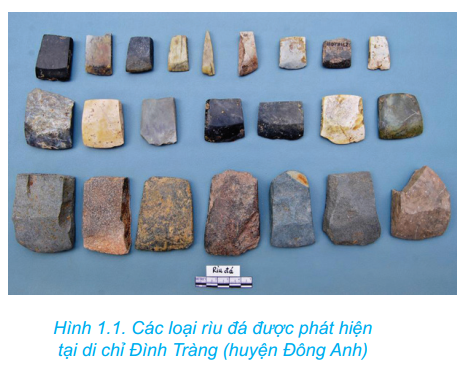 Rìu đá
Hình 1.1. Các loại rìu đá được phát hiện
tại di chỉ Đình Tràng (huyện Đông Anh)